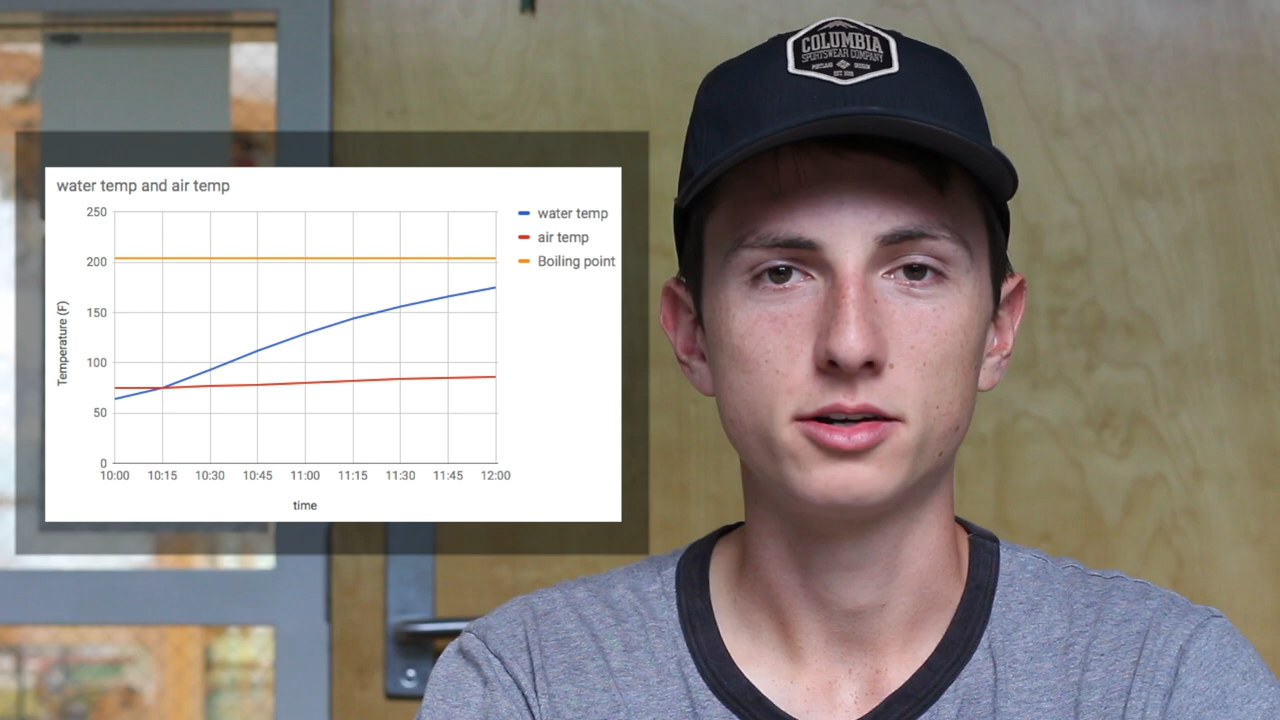 COLUMBIA
SPORTSWEAR COMPANY
PORTLAND OREGON
water temp and air temp
250
200
150
100
50
0
Temperature (F)
10:00 10:15 10:30 10:45 11:00 11:15 11:30 11:45 12:00
time
water temp
air temp
Boiling point